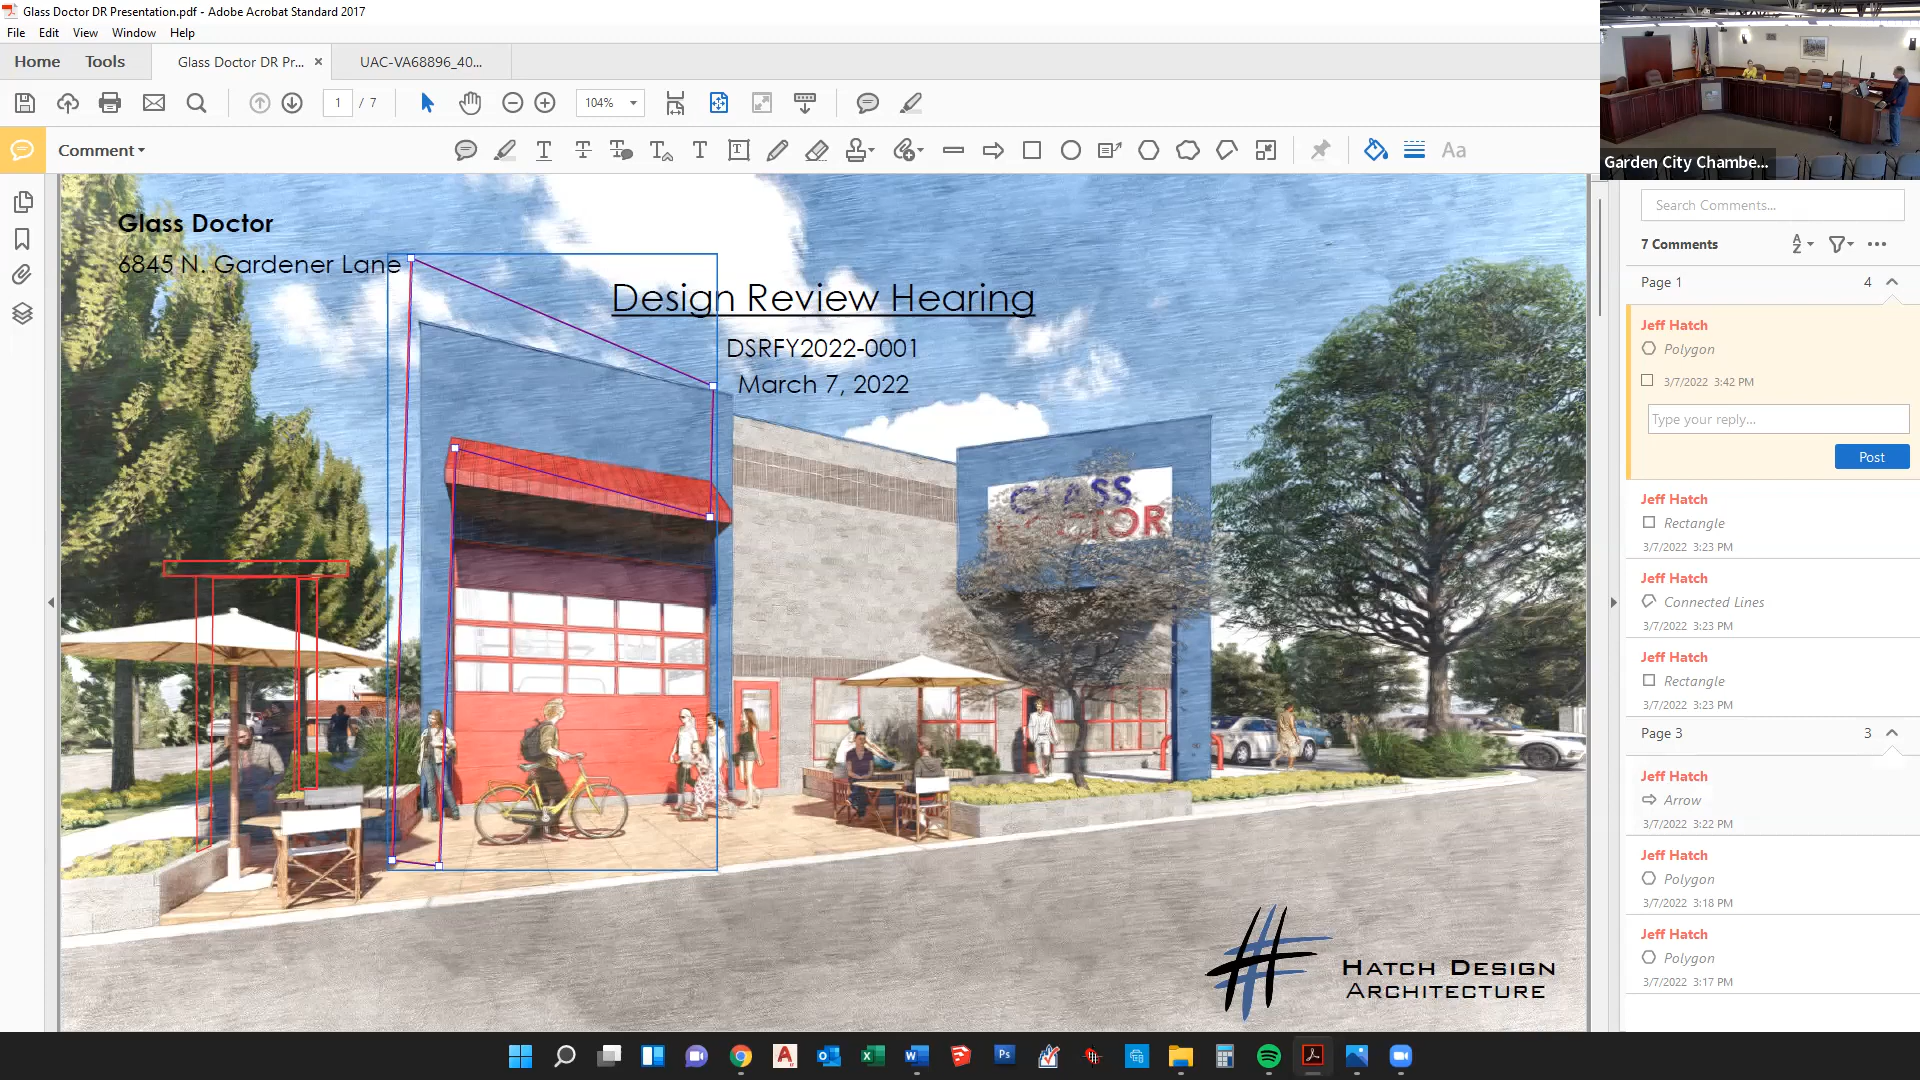 Glass Doctor DR Presentation.pdf - Adobe Acrobat Standard 2017
File Edit View Window Help
Home Tools Glass Doctor DR Pr... × UAC-VA68896_40...
1 / 7 104%
Garden City Chambe...
Comment Aa
Search Comments...
7 Comments
Page 1 4
Jeff Hatch
Polygon
3/7/2022 3:42 PM
Type your reply...
Post
Jeff Hatch
Rectangle
3/7/2022 3:23 PM
Jeff Hatch
Connected Lines
3/7/2022 3:23 PM
Jeff Hatch
Rectangle
3/7/2022 3:23 PM
Page 3 3
Jeff Hatch
Arrow
3/7/2022 3:22 PM
Jeff Hatch
Polygon
3/7/2022 3:18 PM
Jeff Hatch
Polygon
3/7/2022 3:17 PM
Glass Doctor
6845 N. Gardener Lane
Design Review Hearing
DSRFY2022-0001
March 7, 2022
GLASS
DOCTOR
HATCH DESIGN
ARCHITECTURE